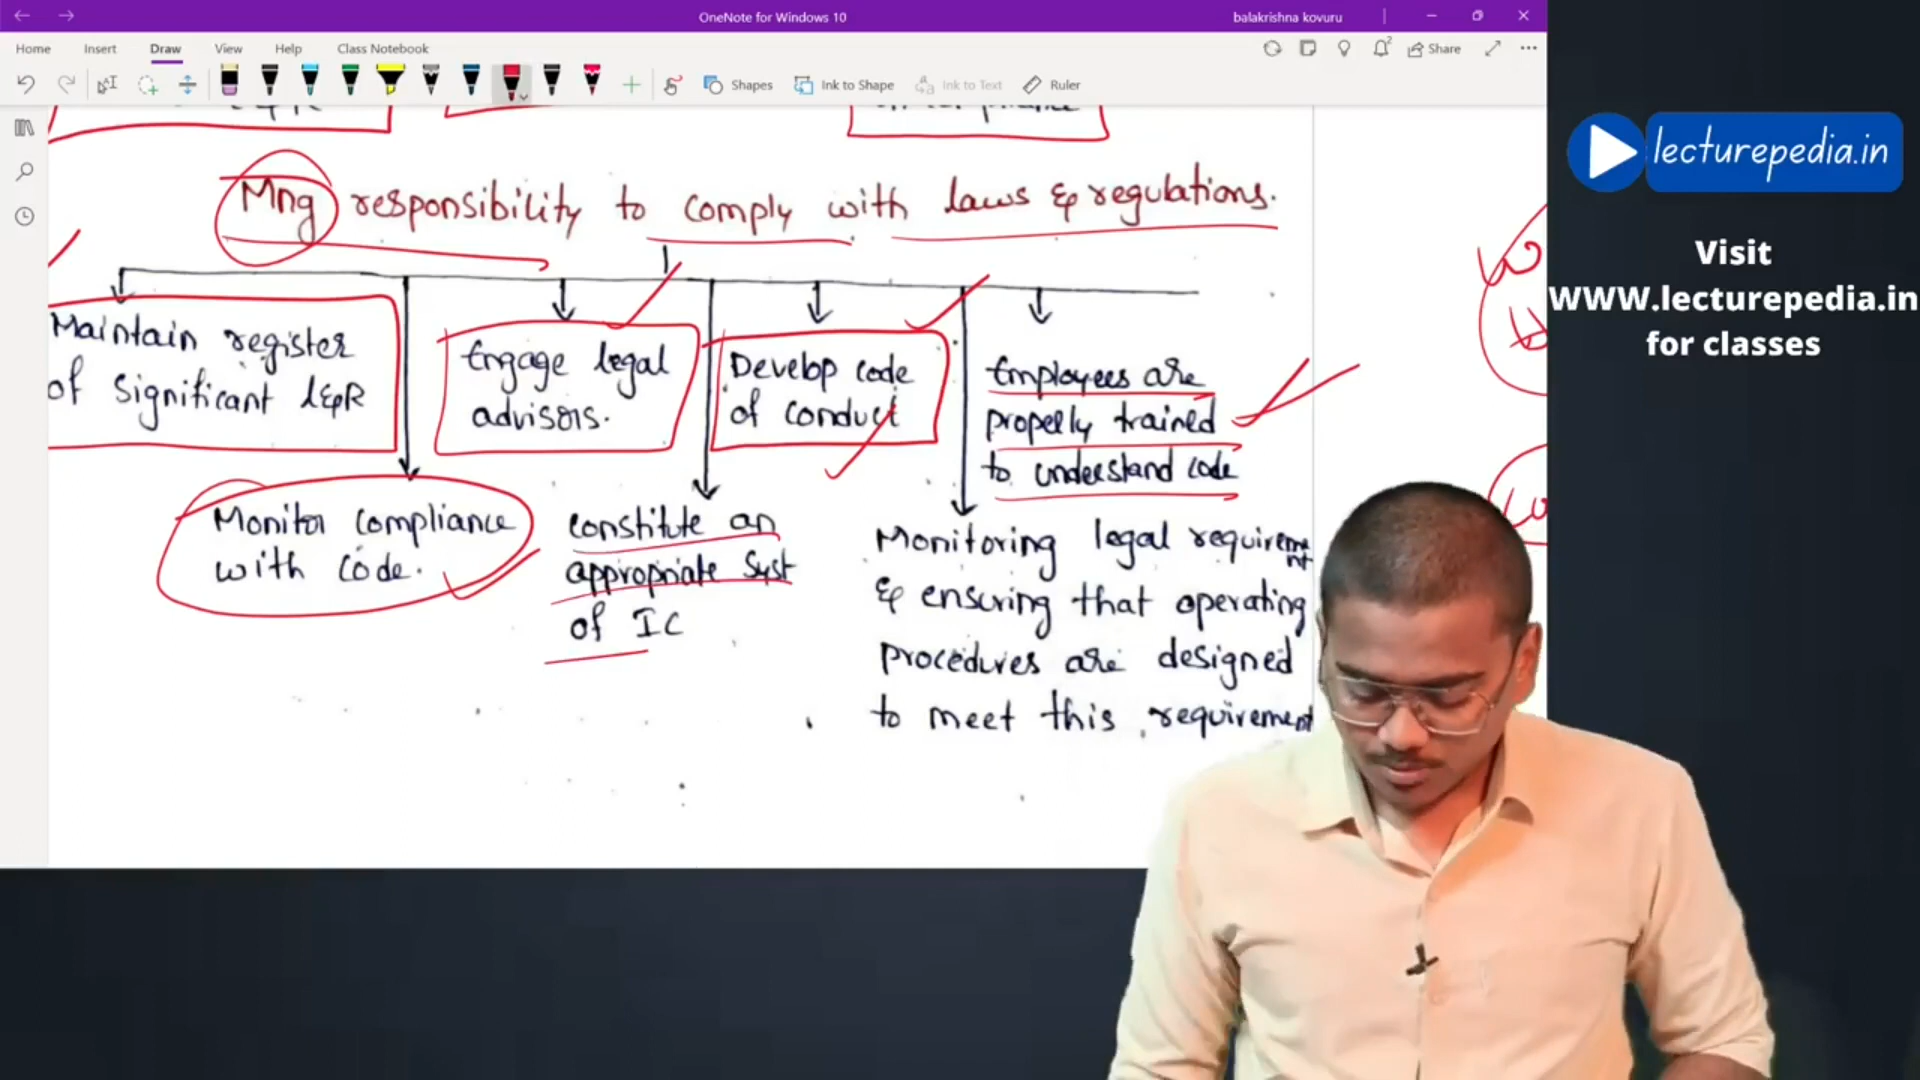 OneNote for Windows 10
balakrishna kovuru
Home Insert Draw View Help Class Notebook
Share
Shapes Ink to Shape Ink to Text Ruler
Mng responsibility to comply with laws & regulations.
Maintain register
of significant L&R
Engage legal
advisors.
Develop code
of conduct
Employees are
properly trained
to understand code
Monitor compliance
with code.
Constitute an
appropriate syst
of IC
Monitoring legal requirement
& ensuring that operating
procedures are designed
to meet this requirement
lecturepedia.in
Visit
WWW.lecturepedia.in
for classes